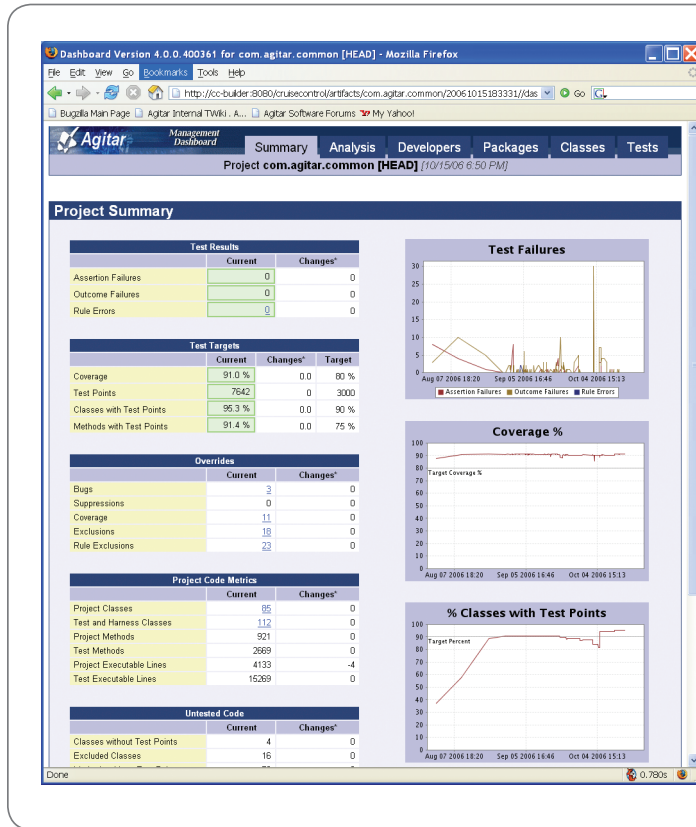 Dashboard Version 4.0.0.400361 for com.agitar.common [HEAD] - Mozilla Firefox
File Edit View Go Bookmarks Tools Help
http://cc-builder:8080/cruisecontrol/artifacts/com.agitar.common/20061015183331//das Go G
Bugzilla Main Page Agitar Internal TWiki . A... Agitar Software Forums My Yahoo!
Agitar Management Dashboard Summary Analysis Developers Packages Classes Tests
Project com.agitar.common [HEAD] [10/15/06 6:50 PM]
Project Summary
Test Results
Current Changes*
Assertion Failures 0 0
Outcome Failures 0 0
Rule Errors 0 0
Test Targets
Current Changes* Target
Coverage 91.0 % 0.0 80 %
Test Points 7642 0 3000
Classes with Test Points 95.3 % 0.0 90 %
Methods with Test Points 91.4 % 0.0 75 %
Overrides
Current Changes*
Bugs 3 0
Suppressions 0 0
Coverage 11 0
Exclusions 18 0
Rule Exclusions 23 0
Project Code Metrics
Current Changes*
Project Classes 85 0
Test and Harness Classes 112 0
Project Methods 921 0
Test Methods 2669 0
Project Executable Lines 4133 -4
Test Executable Lines 15269 0
Untested Code
Current Changes*
Classes without Test Points 4 0
Excluded Classes 16 0
Test Failures
30
25
20
15
10
5
0
Aug 07 2006 18:20 Sep 05 2006 16:46 Oct 04 2006 15:13
Assertion Failures Outcome Failures Rule Errors
Coverage %
100
90
80
Target Coverage %
70
60
50
40
30
20
10
0
Aug 07 2006 18:20 Sep 05 2006 16:46 Oct 04 2006 15:13
% Classes with Test Points
100
90
Target Percent
80
70
60
50
40
30
20
10
0
Aug 07 2006 18:20 Sep 05 2006 16:46 Oct 04 2006 15:13
Done 0.780s